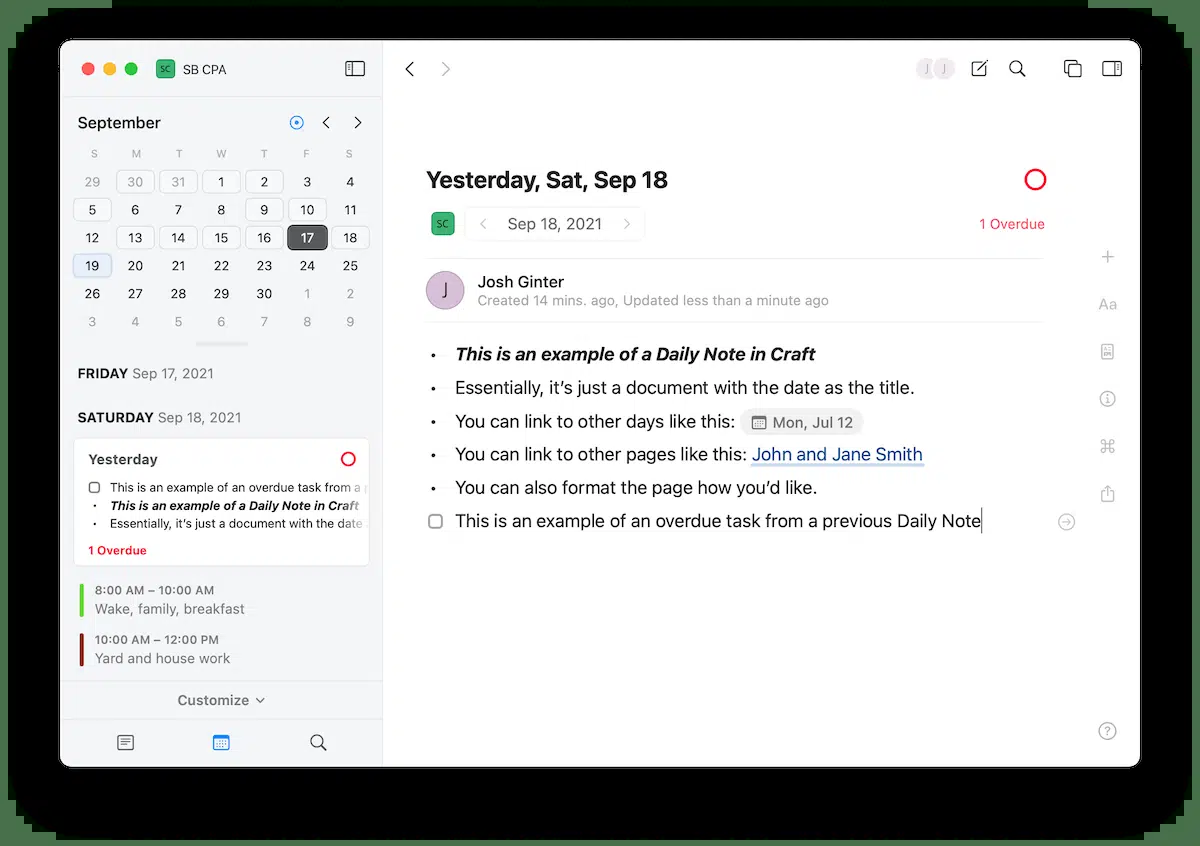 SC SB CPA
September
S M T W T F S
29 30 31 1 2 3 4
5 6 7 8 9 10 11
12 13 14 15 16 17 18
19 20 21 22 23 24 25
26 27 28 29 30 1 2
3 4 5 6 7 8 9
FRIDAY Sep 17, 2021
SATURDAY Sep 18, 2021
Yesterday
This is an example of an overdue task from a p
• This is an example of a Daily Note in Craft
• Essentially, it’s just a document with the date
1 Overdue
8:00 AM – 10:00 AM
Wake, family, breakfast
10:00 AM – 12:00 PM
Yard and house work
Customize
J J
Yesterday, Sat, Sep 18
SC Sep 18, 2021
1 Overdue
J
Josh Ginter
Created 14 mins. ago, Updated less than a minute ago
• This is an example of a Daily Note in Craft
• Essentially, it’s just a document with the date as the title.
• You can link to other days like this: Mon, Jul 12
• You can link to other pages like this: John and Jane Smith
• You can also format the page how you’d like.
This is an example of an overdue task from a previous Daily Note
Aa
?